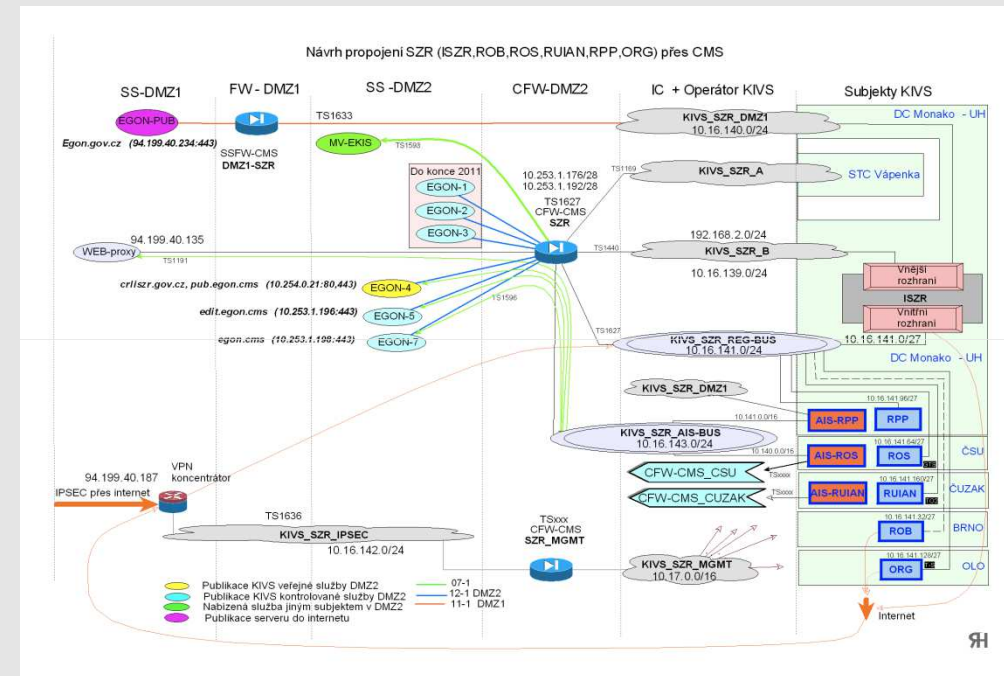 Návrh propojení SZR (ISZR,ROB,ROS,RUIAN,RPP,ORG) přes CMS
SS-DMZ1
FW - DMZ1
SS -DMZ2
CFW-DMZ2
IC + Operátor KIVS
Subjekty KIVS
EGON-PUB
Egon.gov.cz (94.199.40.234:443)
SSFW-CMS
DMZ1-SZR
TS1633
MV-EKIS
TS1593
KIVS_SZR_DMZ1
10.16.140.0/24
DC Monako - UH
Do konce 2011
EGON-1
EGON-2
EGON-3
10.253.1.176/28
10.253.1.192/28
TS1627
CFW-CMS
SZR
TS1169
KIVS_SZR_A
STC Vápenka
94.199.40.135
WEB-proxy
TS1191
TS1440
192.168.2.0/24
KIVS_SZR_B
10.16.139.0/24
Vnější
rozhraní
ISZR
Vnitřní
rozhraní
crliszr.gov.cz, pub.egon.cms (10.254.0.21:80,443)
EGON-4
edit.egon.cms (10.253.1.196:443)
EGON-5
TS1596
egon.cms (10.253.1.198:443)
EGON-7
TS1627
KIVS_SZR_REG-BUS
10.16.141.0/24
10.16.141.0/27
DC Monako - UH
KIVS_SZR_DMZ1
10.16.141.96/27
10.141.0.0/16
AIS-RPP
RPP
KIVS_SZR_AIS-BUS
10.16.143.0/24
10.140.0.0/16
10.16.141.64/27
AIS-ROS
ROS
ČSU
CFW-CMS_CSU
TSxxxx
10.16.141.160/27
CFW-CMS_CUZAK
TSxxxx
AIS-RUIAN
RUIAN
ČUZAK
10.16.141.32/27
ROB
BRNO
10.16.141.128/27
ORG
OLO
94.199.40.187
IPSEC přes internet
VPN
koncentrátor
TS1636
KIVS_SZR_IPSEC
10.16.142.0/24
TSxxx
CFW-CMS
SZR_MGMT
KIVS_SZR_MGMT
10.17.0.0/16
Internet
Publikace KIVS veřejné služby DMZ2
Publikace KIVS kontrolované služby DMZ2
Nabízená služba jiným subjektem v DMZ2
Publikace serveru do internetu
07-1
12-1 DMZ2
11-1 DMZ1